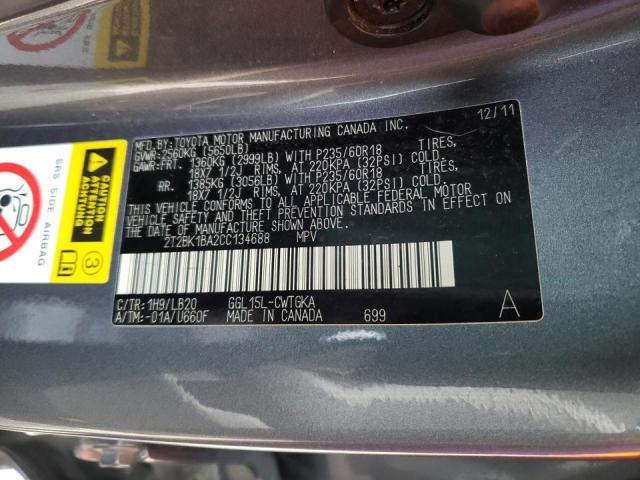 12/11
MFD.BY:TOYOTA MOTOR MANUFACTURING CANADA INC.
GVWR:2560KG (5650LB)
GAWR:FRT. 1360KG (2999LB) WITH P235/60R18 TIRES,
18X7 1/2J RIMS, AT 220KPA (32PSI) COLD.
RR. 1385KG (3056LB) WITH P235/60R18 TIRES,
18X7 1/2J RIMS, AT 220KPA (32PSI) COLD.
THIS VEHICLE CONFORMS TO ALL APPLICABLE FEDERAL MOTOR
VEHICLE SAFETY AND THEFT PREVENTION STANDARDS IN EFFECT ON
THE DATE OF MANUFACTURE SHOWN ABOVE.
2T2BK1BA2CC134688 MPV
C/TR:1H9/LB20 GGL15L-CWTGKA
A/TM:-01A/U660F MADE IN CANADA 699
A
SRS SIDE AIRBAG
CAUTION
ACHTUNG
ATTENTION
3